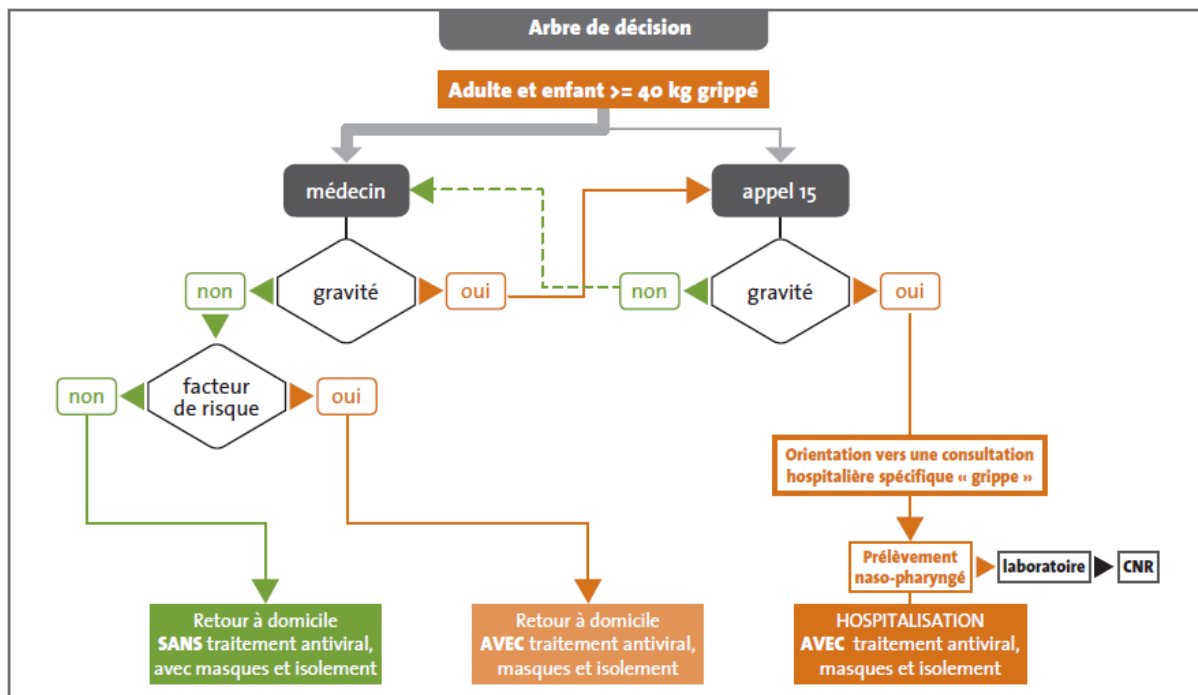 Arbre de décision
Adulte et enfant >= 40 kg grippé
médecin
appel 15
non
gravité
oui
non
gravité
oui
non
facteur
de risque
oui
Orientation vers une consultation
hospitalière spécifique « grippe »
Prélèvement
naso-pharyngé
laboratoire
CNR
Retour à domicile
SANS traitement antiviral,
avec masques et isolement
Retour à domicile
AVEC traitement antiviral,
masques et isolement
HOSPITALISATION
AVEC traitement antiviral,
masques et isolement